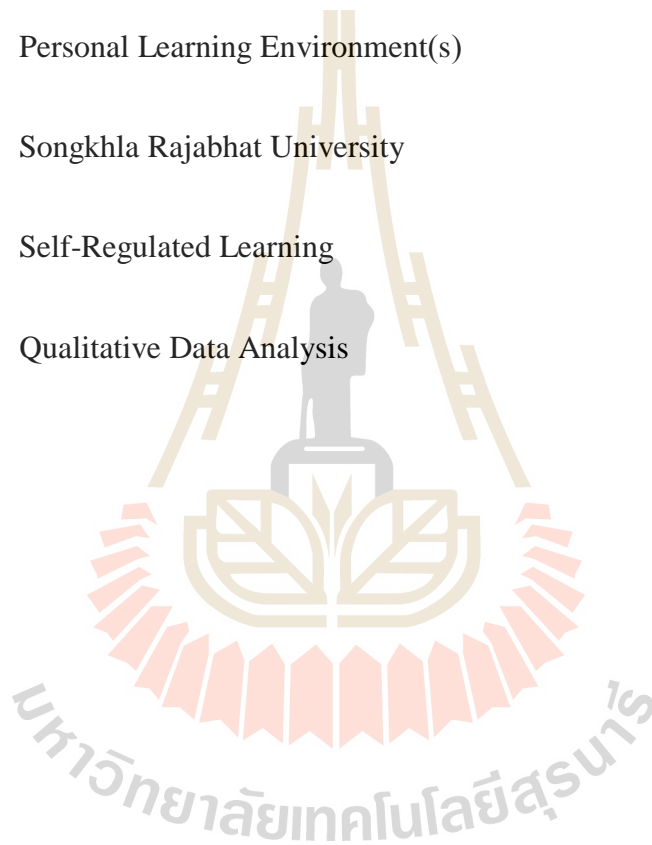 Personal Learning Environment(s)
Songkhla Rajabhat University
Self-Regulated Learning
Qualitative Data Analysis
มหาวิทยาลัยเทคโนโลยีสุรนารี